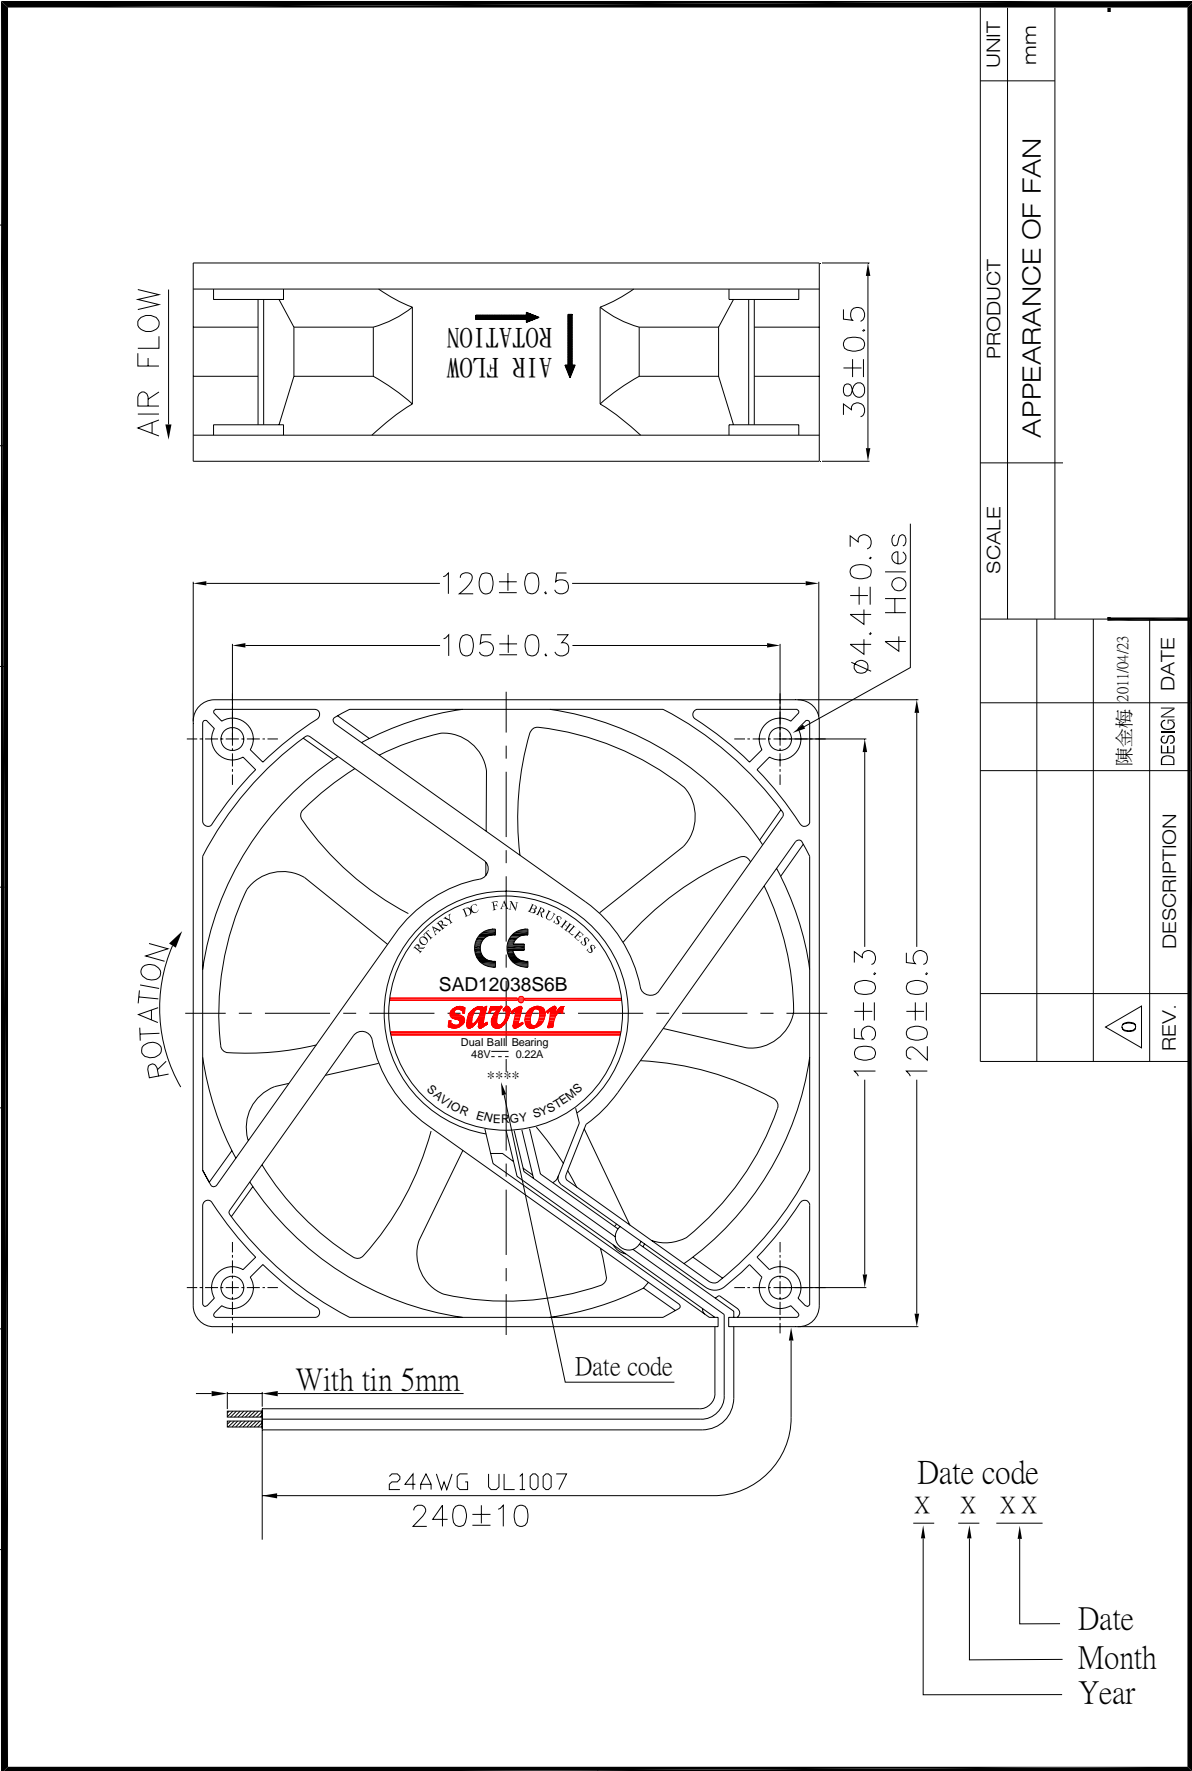 UNIT
mm
PRODUCT
APPEARANCE OF FAN
SCALE
AIR FLOW
ROTATION
AIR FLOW
38±0.5
120±0.5
105±0.3
ø4.4±0.3
4 Holes
ROTATION
ROTARY DC FAN BRUSHLESS
CE
SAD12038S6B
savior
Dual Ball Bearing
48V⎓ 0.22A
****
SAVIOR ENERGY SYSTEMS
105±0.3
120±0.5
陳金梅 2011/04/23
DESIGN DATE
DESCRIPTION
0
REV.
Date code
With tin 5mm
24AWG UL1007
240±10
Date code
X X XX
Date
Month
Year